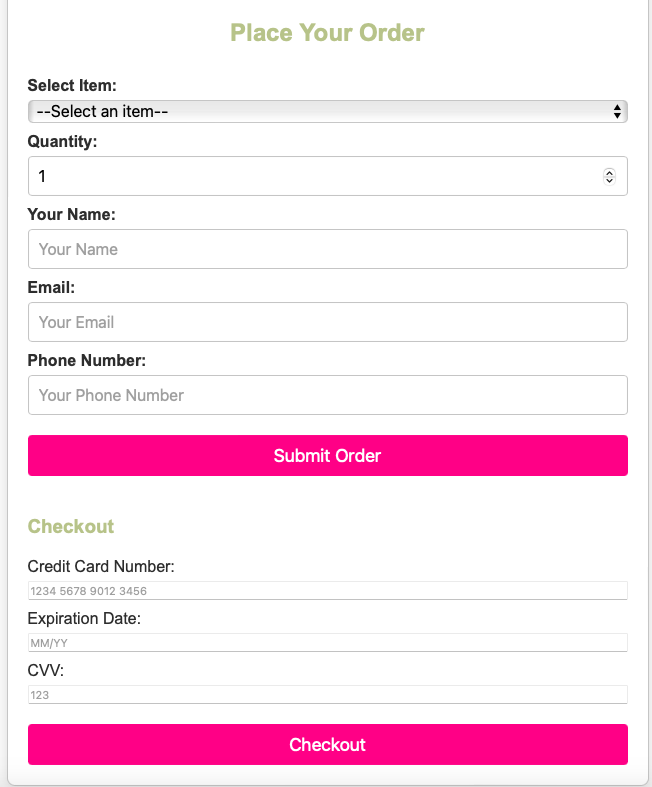 Place Your Order
Select Item:
--Select an item--
Quantity:
1
Your Name:
Your Name
Email:
Your Email
Phone Number:
Your Phone Number
Submit Order
Checkout
Credit Card Number:
1234 5678 9012 3456
Expiration Date:
MM/YY
CVV:
123
Checkout